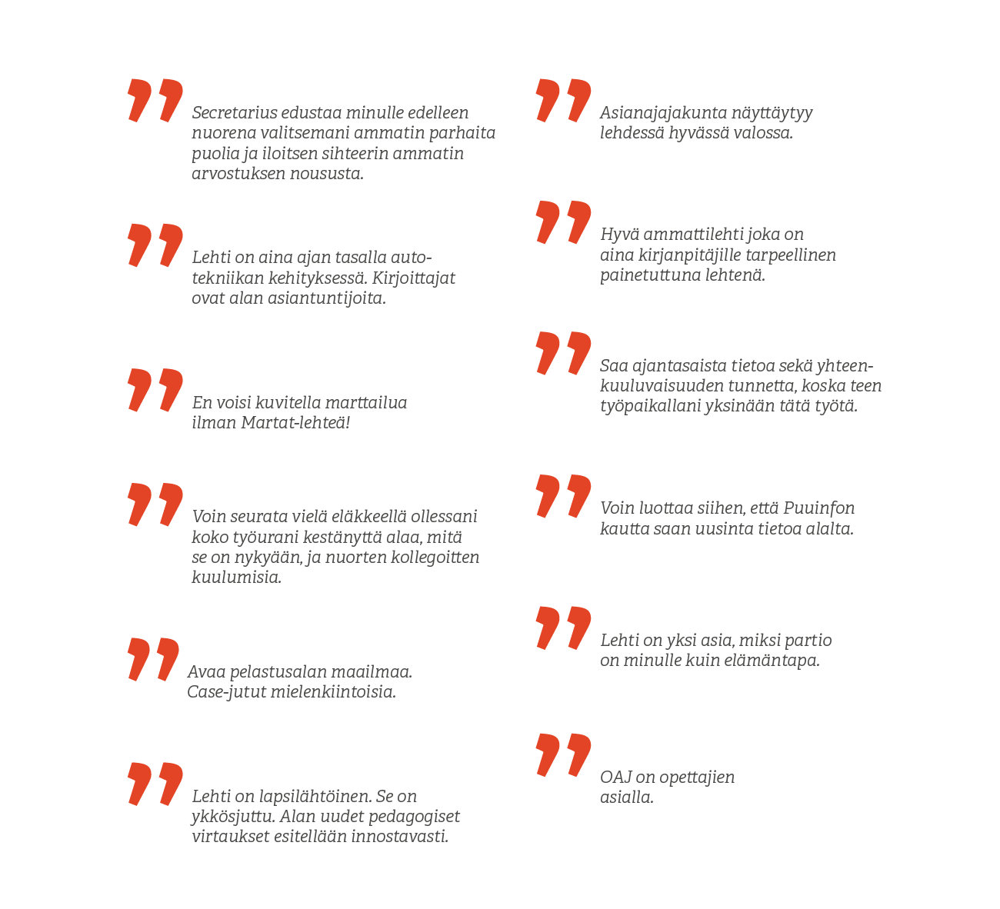 Secretarius edustaa minulle edelleen
nuorena valitsemani ammatin parhaita
puolia ja iloitsen sihteerin ammatin
arvostuksen noususta.
Lehti on aina ajan tasalla auto-
tekniikan kehityksessä. Kirjoittajat
ovat alan asiantuntijoita.
En voisi kuvitella marttailua
ilman Martat-lehteä!
Voin seurata vielä eläkkeellä ollessani
koko työurani kestänyttä alaa, mitä
se on nykyään, ja nuorten kollegoitten
kuulumisia.
Avaa pelastusalan maailmaa.
Case-jutut mielenkiintoisia.
Lehti on lapsilähtöinen. Se on
ykkösjuttu. Alan uudet pedagogiset
virtaukset esitellään innostavasti.
Asianajajakunta näyttäytyy
lehdessä hyvässä valossa.
Hyvä ammattilehti joka on
aina kirjanpitäjille tarpeellinen
painetuttuna lehtenä.
Saa ajantasaista tietoa sekä yhteen-
kuuluvaisuuden tunnetta, koska teen
työpaikallani yksinään tätä työtä.
Voin luottaa siihen, että Puuinfon
kautta saan uusinta tietoa alalta.
Lehti on yksi asia, miksi partio
on minulle kuin elämäntapa.
OAJ on opettajien
asialla.